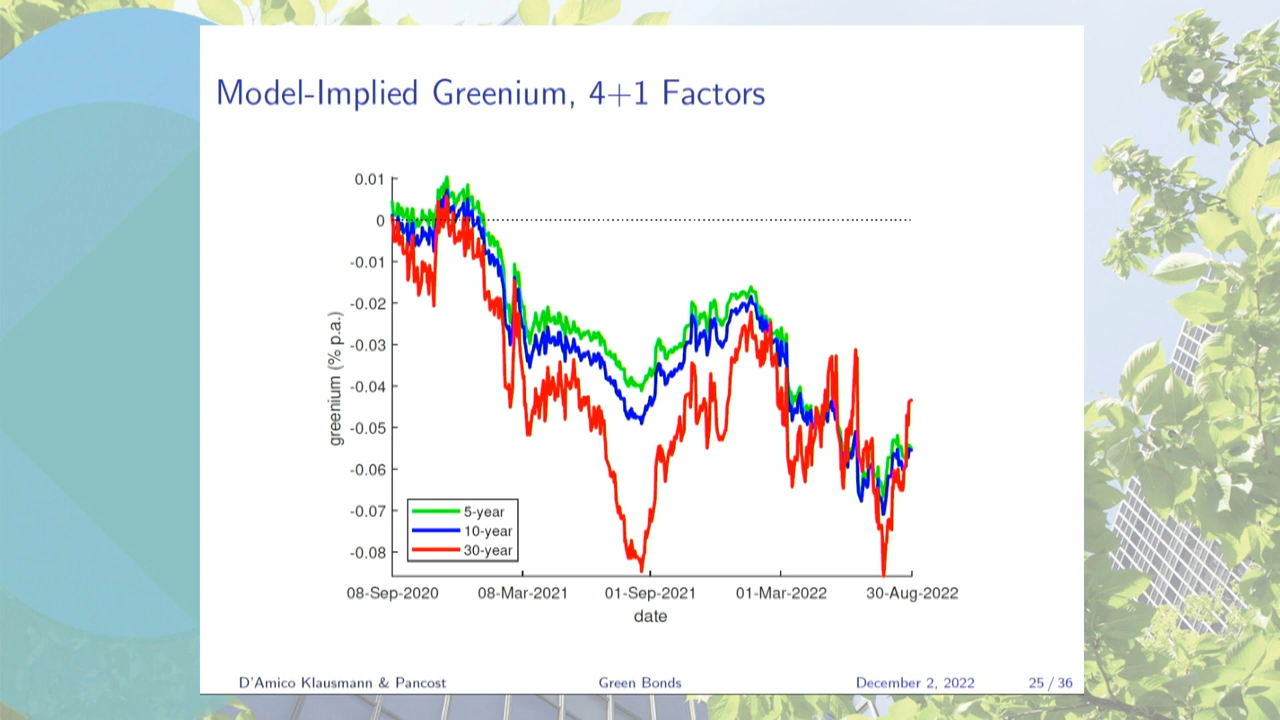 Model-Implied Greenium, 4+1 Factors
0.01
0
-0.01
-0.02
-0.03
-0.04
-0.05
-0.06
-0.07
-0.08
greenium (% p.a.)
5-year
10-year
30-year
08-Sep-2020 08-Mar-2021 01-Sep-2021 01-Mar-2022 30-Aug-2022
date
D'Amico Klausmann & Pancost Green Bonds December 2, 2022 25 / 36